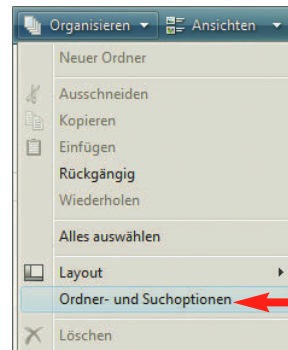 Organisieren Ansichten
Neuer Ordner
Ausschneiden
Kopieren
Einfügen
Rückgängig
Wiederholen
Alles auswählen
Layout
Ordner- und Suchoptionen
Löschen